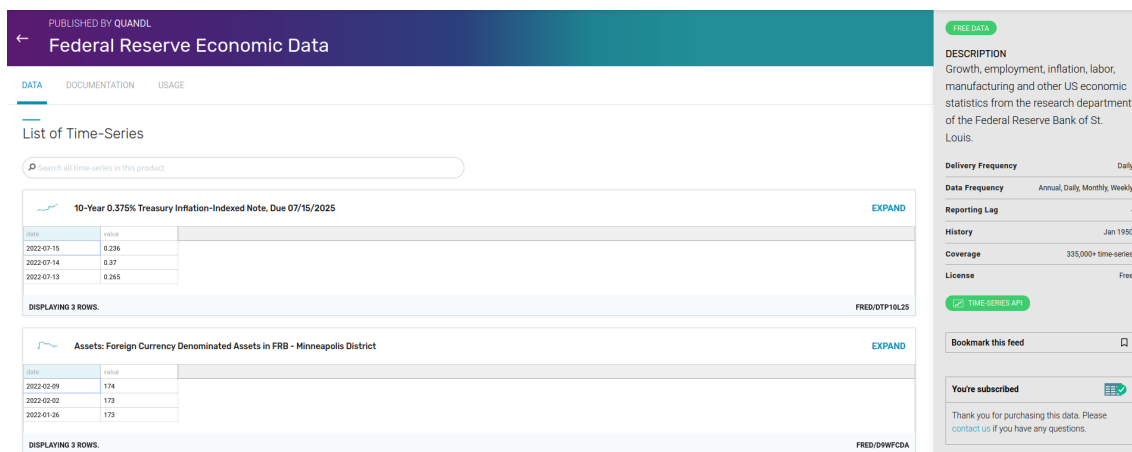 PUBLISHED BY QUANDL
Federal Reserve Economic Data
DATA DOCUMENTATION USAGE
List of Time-Series
Search all time-series in this product
10-Year 0.375% Treasury Inflation-Indexed Note, Due 07/15/2025 EXPAND
date value
2022-07-15 0.236
2022-07-14 0.37
2022-07-13 0.265
DISPLAYING 3 ROWS. FRED/DTP10L25
Assets: Foreign Currency Denominated Assets in FRB - Minneapolis District EXPAND
date value
2022-02-09 174
2022-02-02 173
2022-01-26 173
DISPLAYING 3 ROWS. FRED/D9WFCDA
FREE DATA
DESCRIPTION
Growth, employment, inflation, labor,
manufacturing and other US economic
statistics from the research department
of the Federal Reserve Bank of St.
Louis.
Delivery Frequency Daily
Data Frequency Annual, Daily, Monthly, Weekly
Reporting Lag -
History Jan 1950
Coverage 335,000+ time-series
License Free
TIME-SERIES API
Bookmark this feed
You're subscribed
Thank you for purchasing this data. Please
contact us if you have any questions.